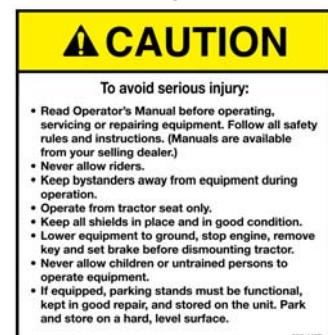 CAUTION
To avoid serious injury:
• Read Operator's Manual before operating,
servicing or repairing equipment. Follow all safety
rules and instructions. (Manuals are available
from your selling dealer.)
• Never allow riders.
• Keep bystanders away from equipment during
operation.
• Operate from tractor seat only.
• Keep all shields in place and in good condition.
• Lower equipment to ground, stop engine, remove
key and set brake before dismounting tractor.
• Never allow children or untrained persons to
operate equipment.
• If equipped, parking stands must be functional,
kept in good repair, and stored on the unit. Park
and store on a hard, level surface.